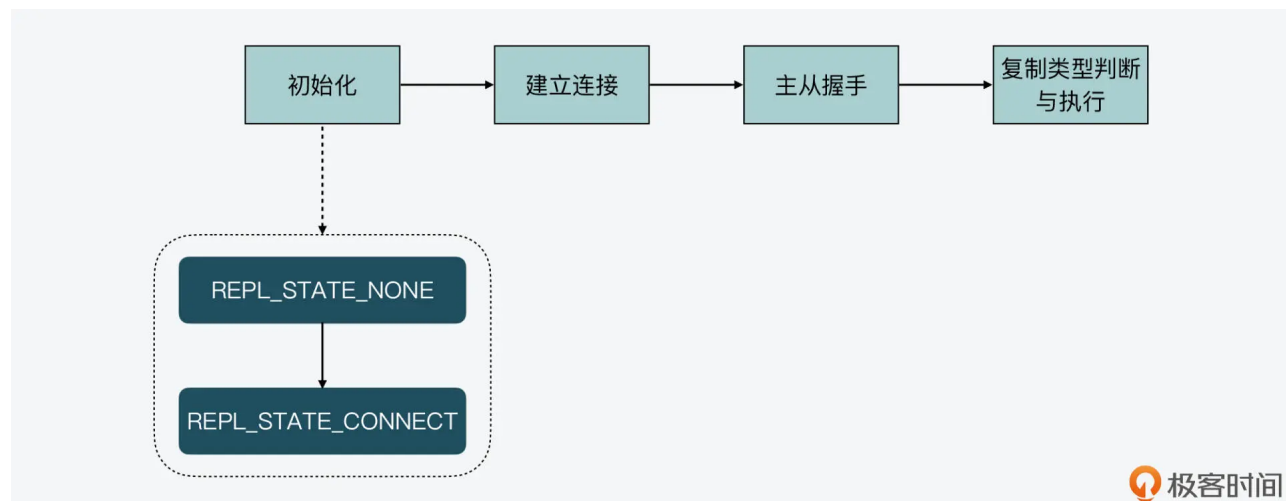 初始化
建立连接
主从握手
复制类型判断
与执行
REPL_STATE_NONE
REPL_STATE_CONNECT
极客时间